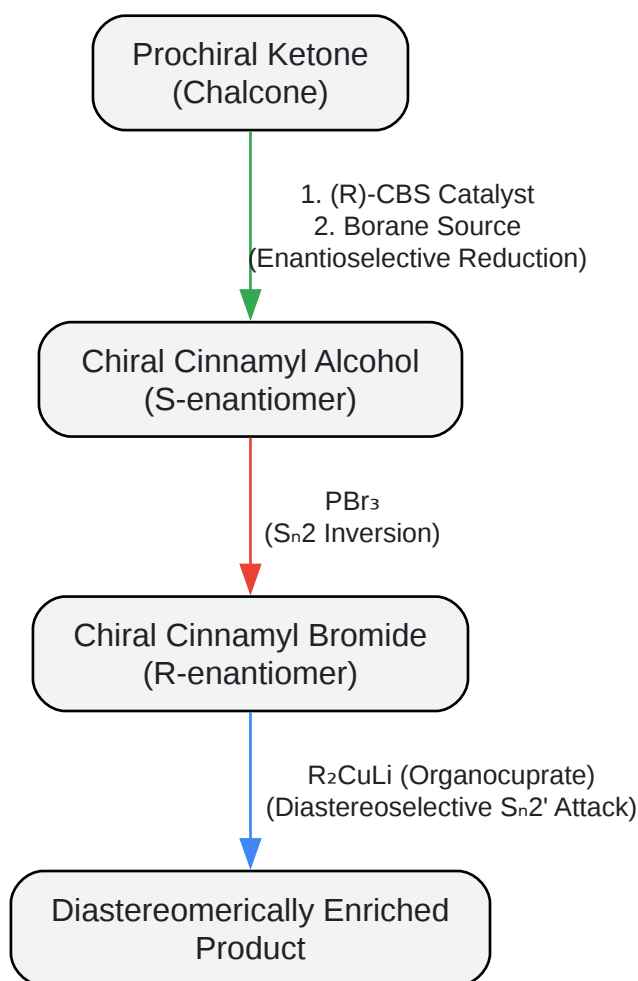 Prochiral Ketone
(Chalcone)
1. (R)-CBS Catalyst
2. Borane Source
(Enantioselective Reduction)
Chiral Cinnamyl Alcohol
(S-enantiomer)
PBr₃
(Sₙ2 Inversion)
Chiral Cinnamyl Bromide
(R-enantiomer)
R₂CuLi (Organocuprate)
(Diastereoselective Sₙ2' Attack)
Diastereomerically Enriched
Product